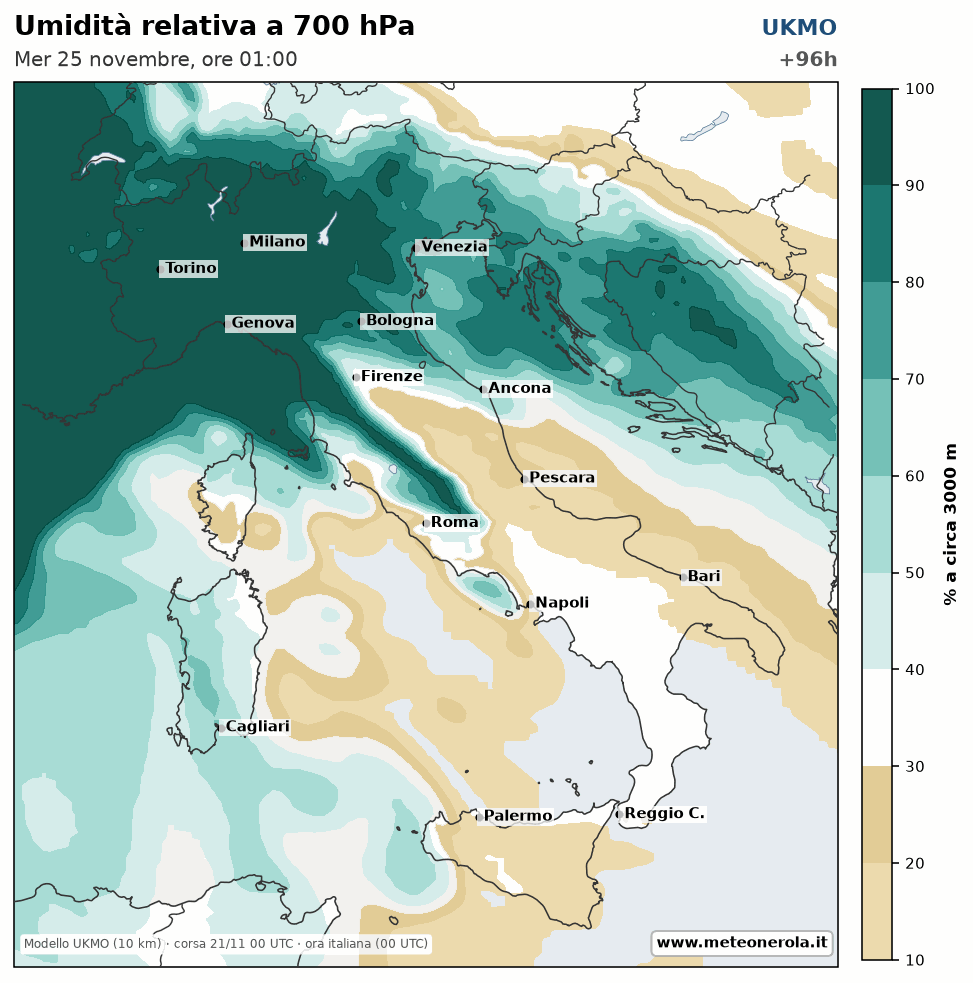 Umidità relativa a 700 hPa
UKMO
Mer 25 novembre, ore 01:00
+96h
100
90
80
70
60
50
40
30
20
10
% a circa 3000 m
Milano
Venezia
Torino
Genova
Bologna
Firenze
Ancona
Pescara
Roma
Bari
Napoli
Cagliari
Palermo
Reggio C.
Modello UKMO (10 km) · corsa 21/11 00 UTC · ora italiana (00 UTC)
www.meteonerola.it